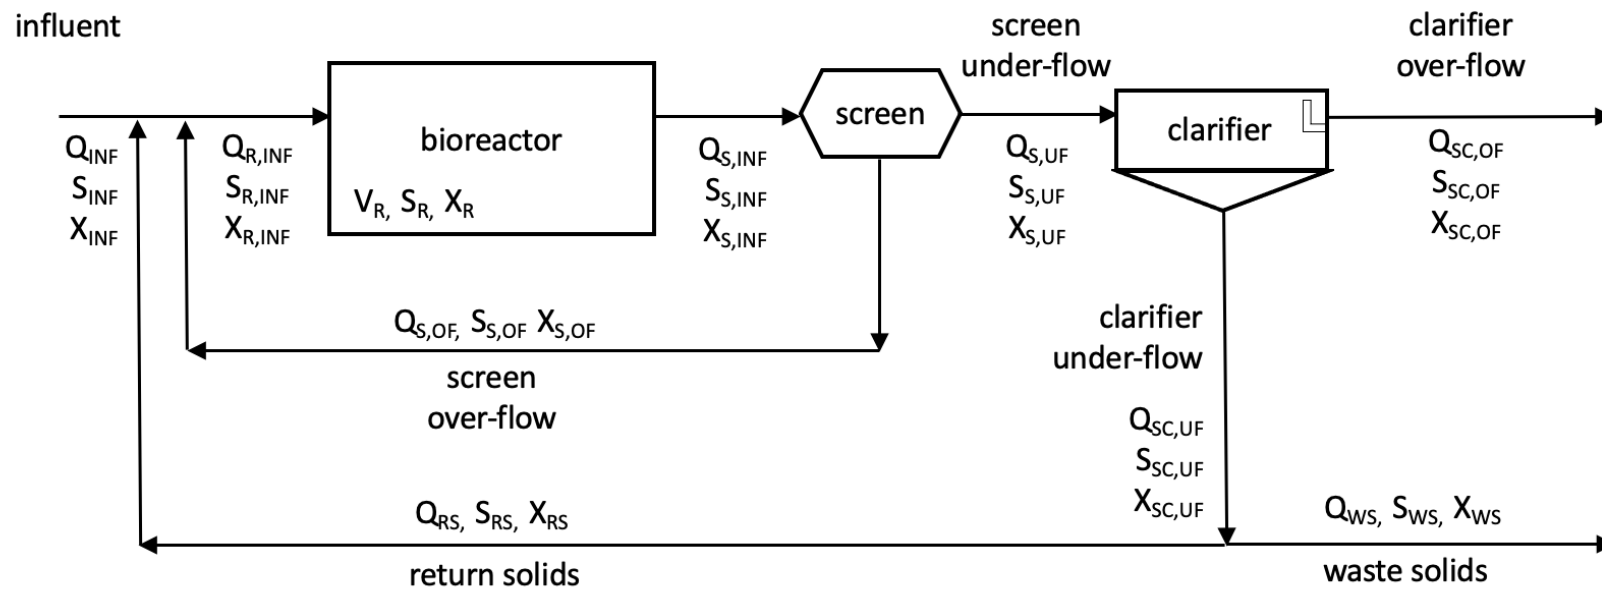 influent
screen
under-flow
clarifier
over-flow
bioreactor
screen
clarifier
Q_INF
S_INF
X_INF
Q_R,INF
S_R,INF
X_R,INF
V_R, S_R, X_R
Q_S,INF
S_S,INF
X_S,INF
Q_S,UF
S_S,UF
X_S,UF
Q_SC,OF
S_SC,OF
X_SC,OF
Q_S,OF, S_S,OF X_S,OF
screen
over-flow
clarifier
under-flow
Q_SC,UF
S_SC,UF
X_SC,UF
Q_RS, S_RS, X_RS
return solids
Q_WS, S_WS, X_WS
waste solids